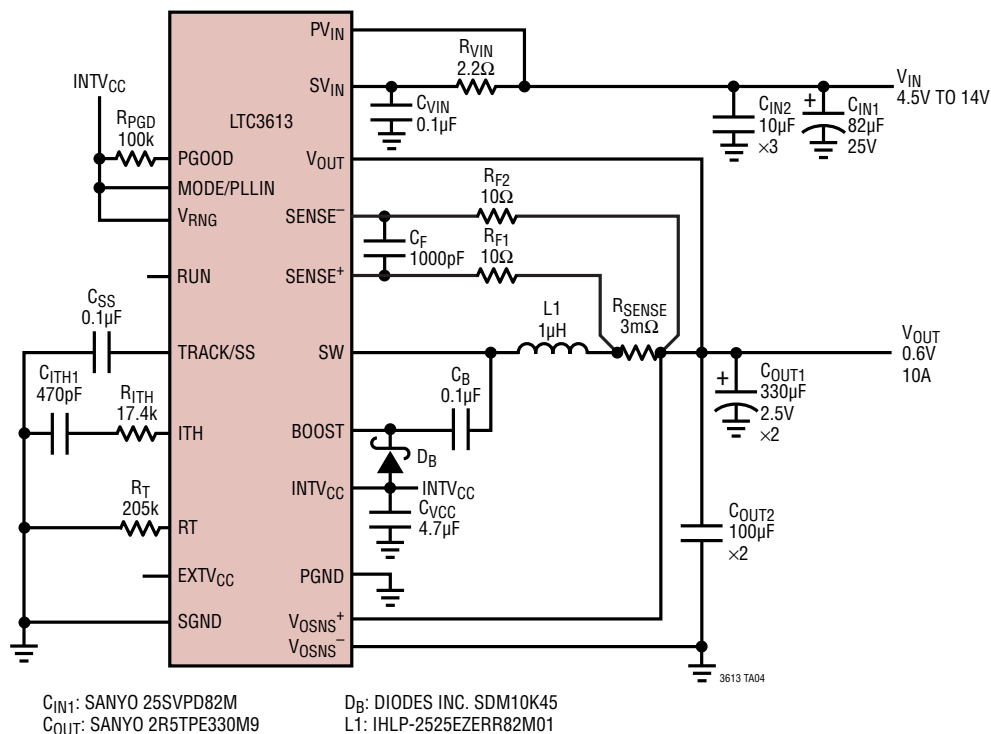 PVIN
RVIN
2.2Ω
SVIN
CVIN
0.1µF
VIN
4.5V TO 14V
CIN2
10µF
×3
+
CIN1
82µF
25V
INTVCC
RPGD
100k
LTC3613
PGOOD
MODE/PLLIN
VRNG
VOUT
RF2
10Ω
SENSE–
CF
1000pF
RF1
10Ω
SENSE+
RUN
CSS
0.1µF
TRACK/SS
SW
L1
1µH
RSENSE
3mΩ
VOUT
0.6V
10A
+
COUT1
330µF
2.5V
×2
CITH1
470pF
RITH
17.4k
ITH
CB
0.1µF
BOOST
DB
INTVCC
INTVCC
CVCC
4.7µF
RT
205k
RT
COUT2
100µF
×2
EXTVCC
PGND
SGND
VOSNS+
VOSNS–
3613 TA04
CIN1: SANYO 25SVPD82M
COUT: SANYO 2R5TPE330M9
DB: DIODES INC. SDM10K45
L1: IHLP-2525EZERR82M01